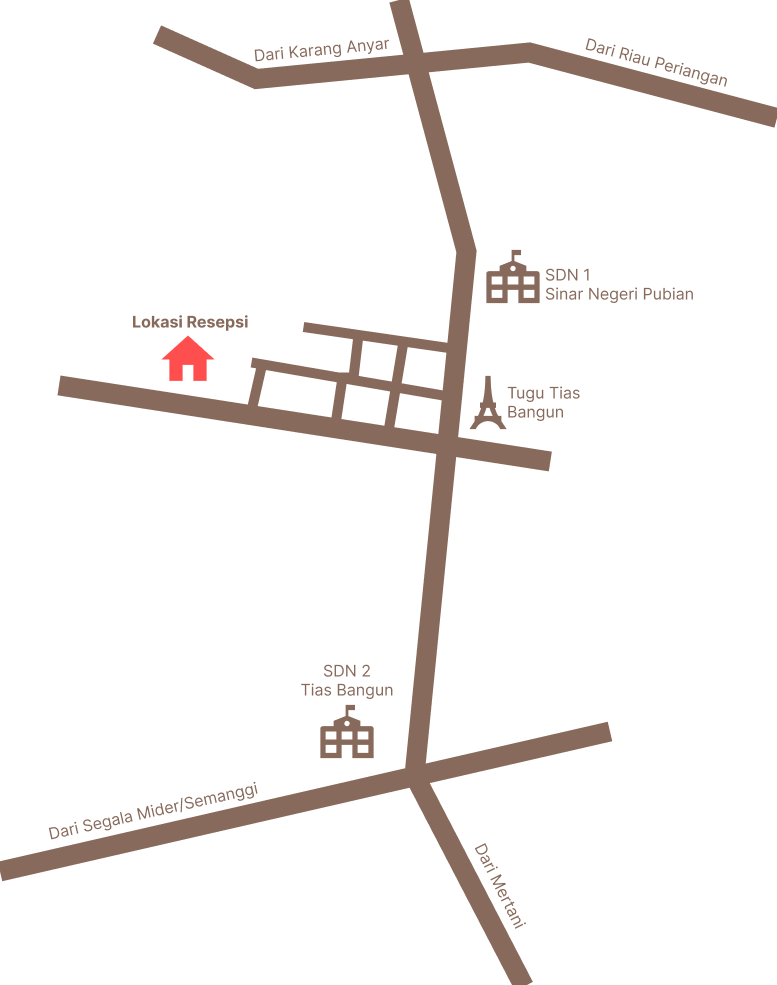 Dari Karang Anyar
Dari Riau Periangan
SDN 1
Sinar Negeri Pubian
Lokasi Resepsi
Tugu Tias
Bangun
SDN 2
Tias Bangun
Dari Segala Mider/Semanggi
Dari Mertani